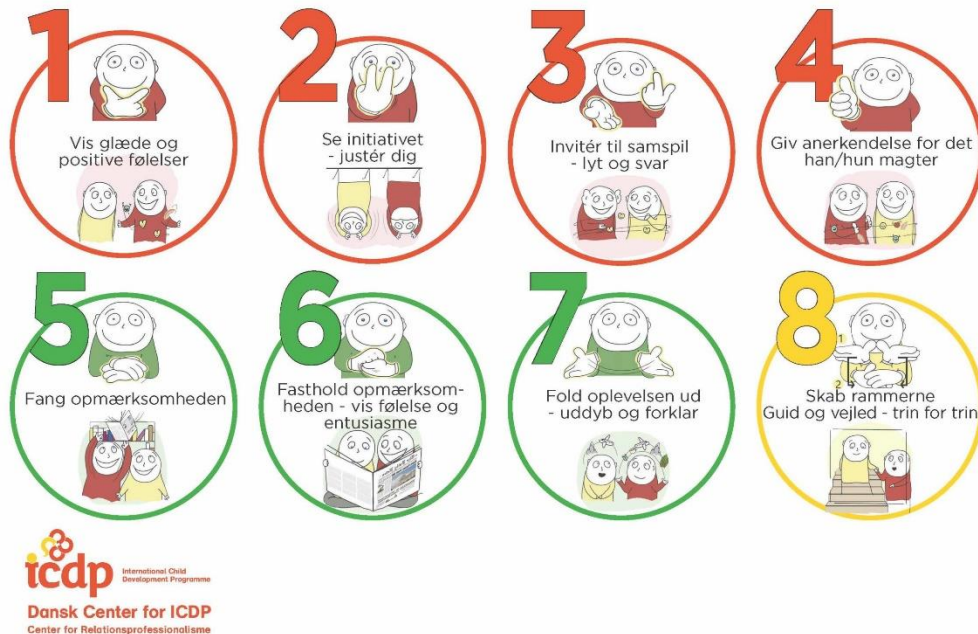 1
Vis glæde og
positive følelser
2
Se initiativet
- justér dig
3
Invitér til samspil
- lyt og svar
4
Giv anerkendelse for det
han/hun magter
5
Fang opmærksomheden
6
Fasthold opmærksom-
heden - vis følelse og
entusiasme
7
Fold oplevelsen ud
- uddyb og forklar
8
1
2
Skab rammerne
Guid og vejled - trin for trin
icdp
International Child
Development Programme
Dansk Center for ICDP
Center for Relationsprofessionalisme